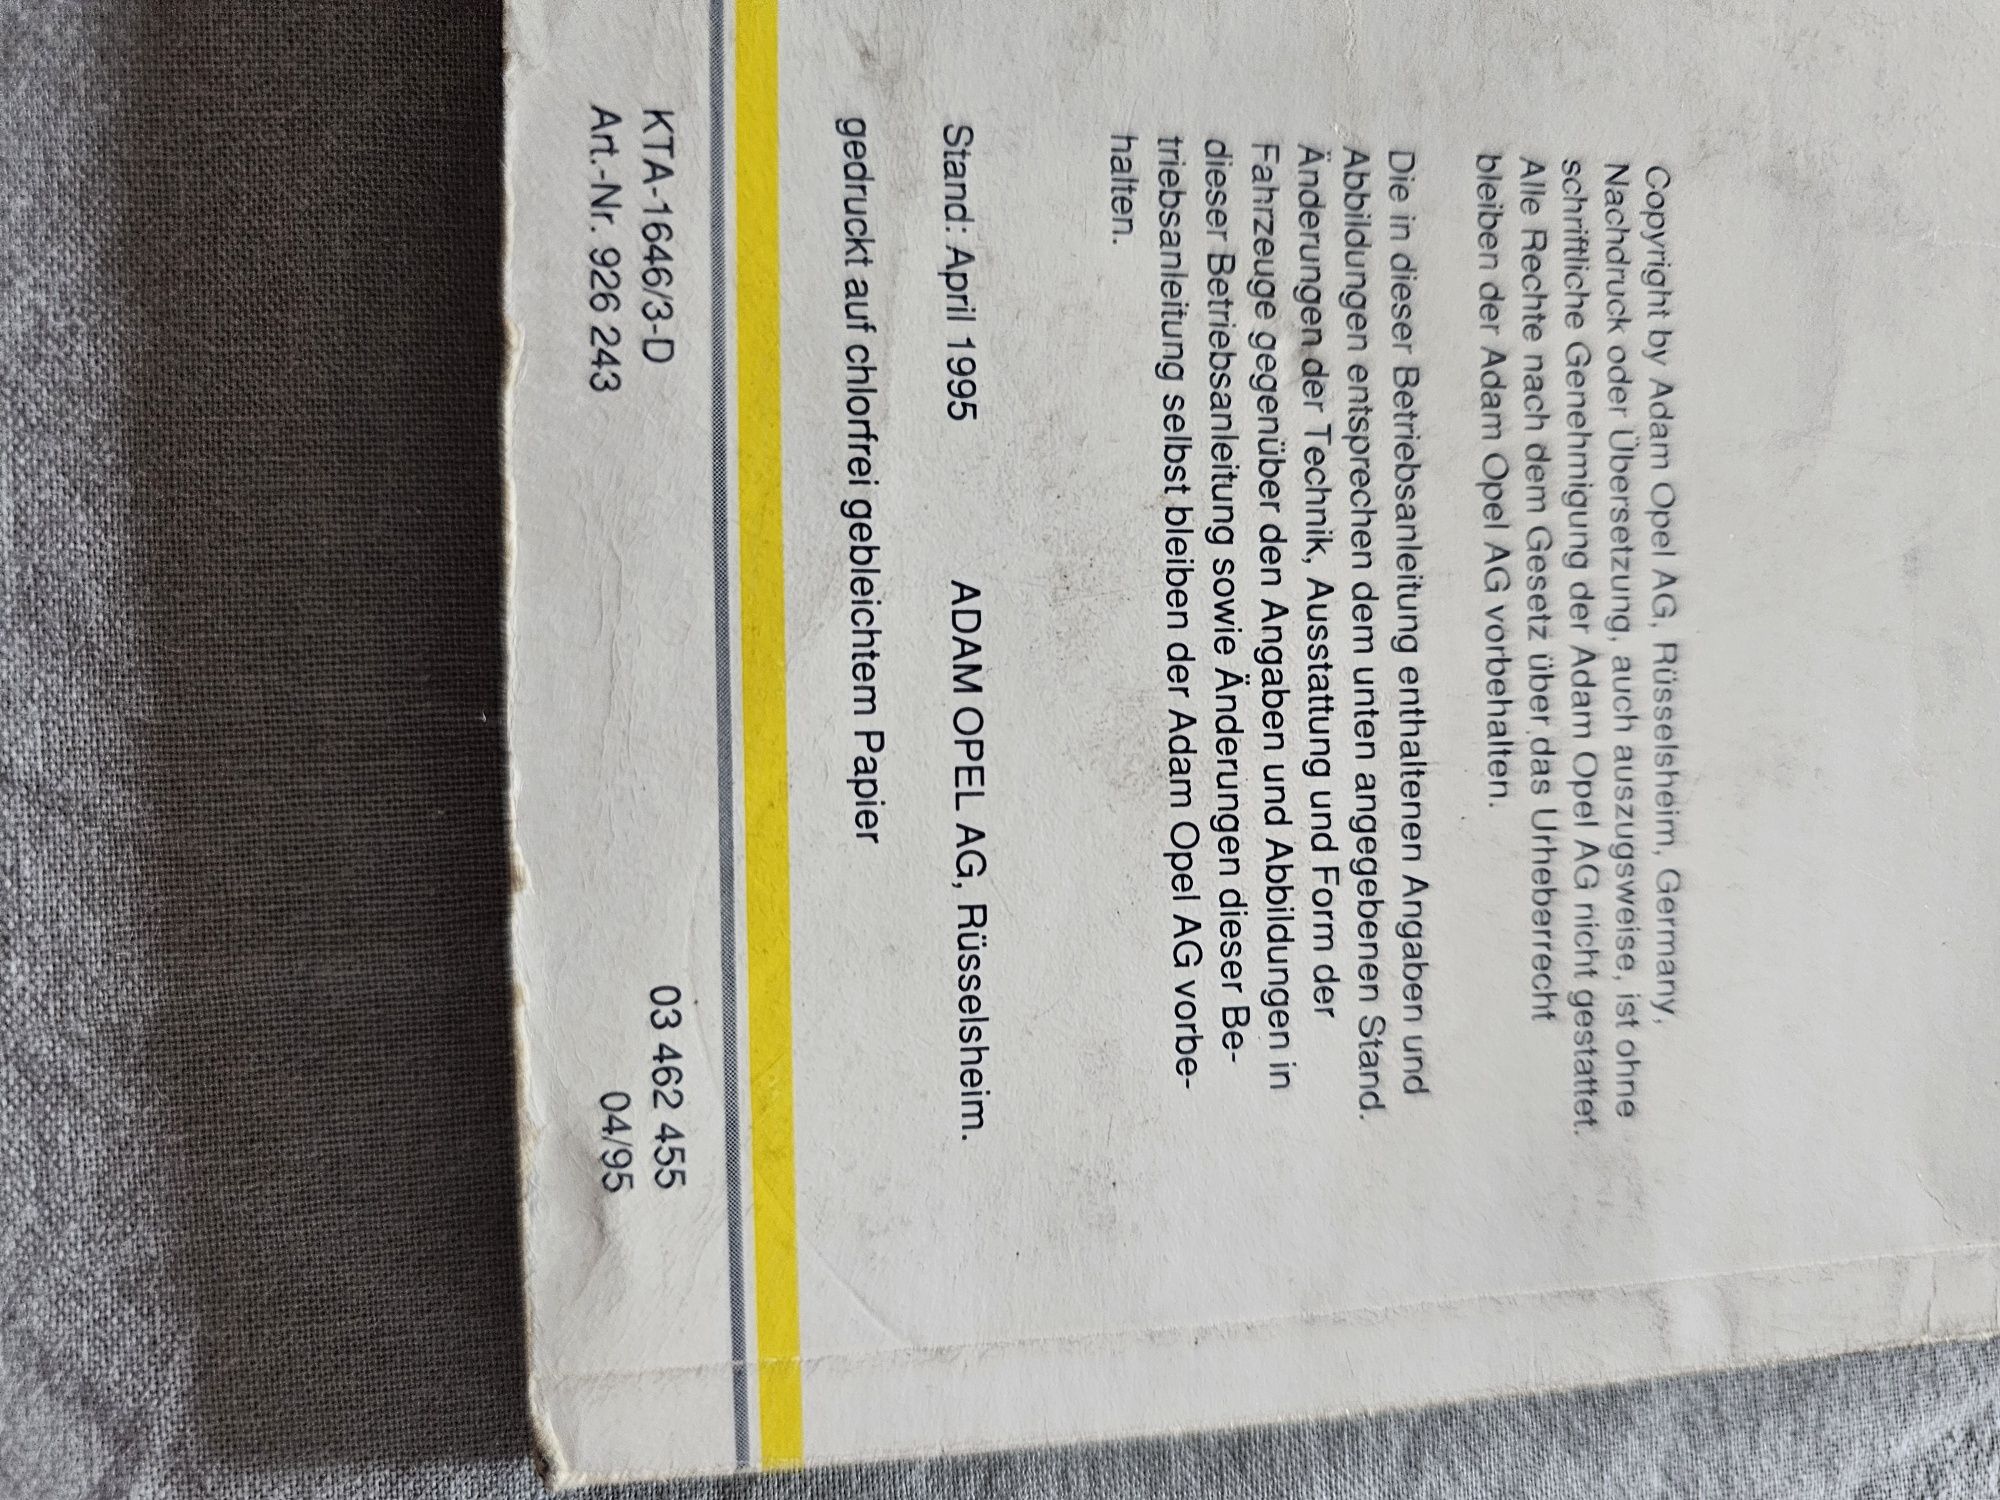 Copyright by Adam Opel AG, Rüsselsheim, Germany,
Nachdruck oder Übersetzung, auch auszugsweise, ist ohne
schriftliche Genehmigung der Adam Opel AG nicht gestattet.
Alle Rechte nach dem Gesetz über das Urheberrecht
bleiben der Adam Opel AG vorbehalten.
Die in dieser Betriebsanleitung enthaltenen Angaben und
Abbildungen entsprechen dem unten angegebenen Stand.
Änderungen der Technik, Ausstattung und Form der
Fahrzeuge gegenüber den Angaben und Abbildungen in
dieser Betriebsanleitung sowie Änderungen dieser Be-
triebsanleitung selbst bleiben der Adam Opel AG vorbe-
halten.
Stand: April 1995 ADAM OPEL AG, Rüsselsheim.
gedruckt auf chlorfrei gebleichtem Papier
KTA-1646/3-D 03 462 455
Art.-Nr. 926 243 04/95